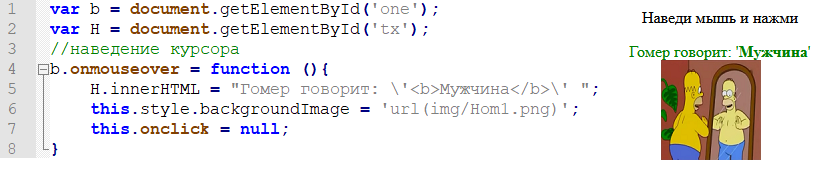 1 var b = document.getElementById('one');
2 var H = document.getElementById('tx');
3 //наведение курсора
4 b.onmouseover = function (){
5 H.innerHTML = "Гомер говорит: \'<b>Мужчина</b>\' ";
6 this.style.backgroundImage = 'url(img/Hom1.png)';
7 this.onclick = null;
8 }
Наведи мышь и нажми
Гомер говорит: 'Мужчина'